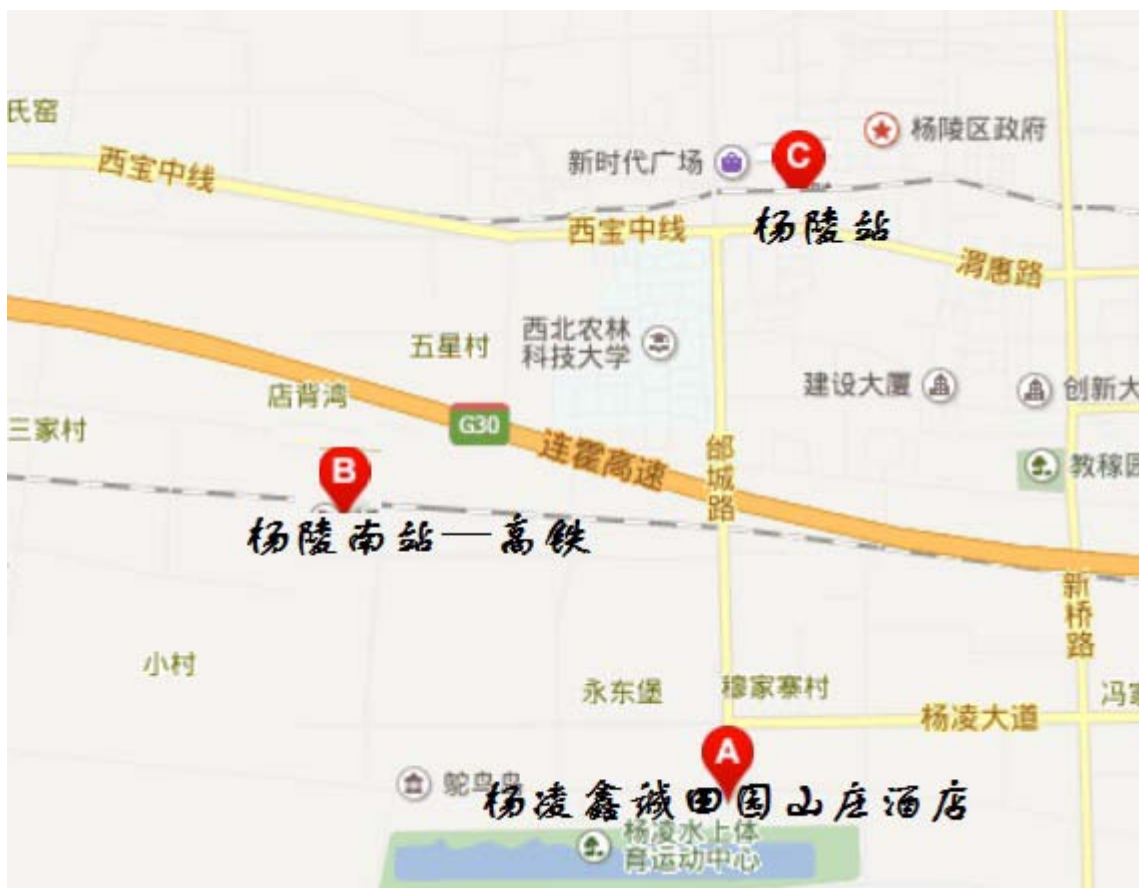 氏窑
杨陵区政府
C
新时代广场
西宝中线
西宝中线
杨陵站
渭惠路
西北农林
科技大学
五星村
建设大厦
创新大
店背湾
G30
三家村
连霍高速
邰城路
教稼园
B
杨陵南站—高铁
新桥路
小村
永东堡
穆家寨村
冯家
杨凌大道
A
鸵鸟岛
杨凌鑫诚田园山庄酒店
杨凌水上体
育运动中心